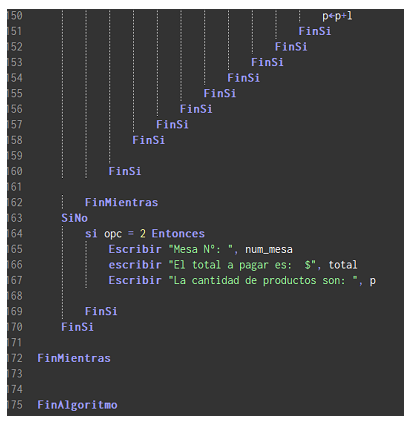 150 p←p+1
151 FinSi
152 FinSi
153 FinSi
154 FinSi
155 FinSi
156 FinSi
157 FinSi
158 FinSi
159
160 FinSi
161
162 FinMientras
163 SiNo
164 si opc = 2 Entonces
165 Escribir "Mesa N°: ", num_mesa
166 escribir "El total a pagar es:  $", total
167 Escribir "La cantidad de productos son: ", p
168
169 FinSi
170 FinSi
171
172 FinMientras
173
174
175 FinAlgoritmo